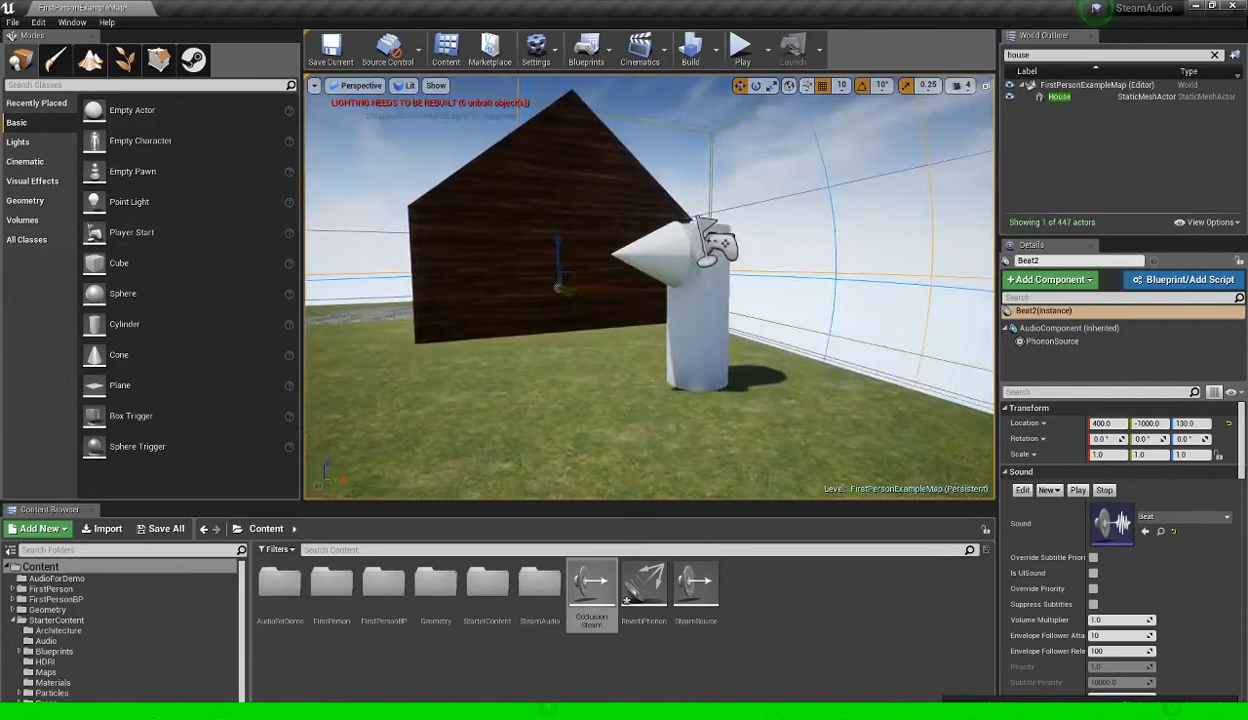 FirstPersonExampleMap*
SteamAudio
File Edit Window Help
Modes
Search Classes
Recently Placed
Basic
Lights
Cinematic
Visual Effects
Geometry
Volumes
All Classes
Empty Actor
Empty Character
Empty Pawn
Point Light
Player Start
Cube
Sphere
Cylinder
Cone
Plane
Box Trigger
Sphere Trigger
Save Current Source Control Content Marketplace Settings Blueprints Cinematics Build Play Launch
Perspective Lit Show
10 10° 0.25 4
LIGHTING NEEDS TO BE REBUILT (6 unbuilt object(s))
Level: FirstPersonExampleMap (Persistent)
World Outliner
house
Label Type
FirstPersonExampleMap (Editor) World
House StaticMeshActor StaticMeshActor
Showing 1 of 447 actors View Options
Details
Beat2
+ Add Component Blueprint/Add Script
Search
Beat2(Instance)
AudioComponent (Inherited)
PhononSource
Search
Transform
Location 400.0 -1000.0 130.0
Rotation 0.0 ° 0.0 ° 0.0 °
Scale 1.0 1.0 1.0
Sound
Edit New Play Stop
Sound Beat
Override Subtitle Priori
Is UISound
Override Priority
Suppress Subtitles
Volume Multiplier 1.0
Envelope Follower Atta 10
Envelope Follower Rele 100
Priority 1.0
Subtitle Priority 10000.0
Content Browser
Add New Import Save All Content
Search Folders
Filters Search Content
Content
AudioForDemo
FirstPerson
FirstPersonBP
Geometry
StarterContent
Architecture
Audio
Blueprints
HDRI
Maps
Materials
Particles
AudioForDemo FirstPerson FirstPersonBP Geometry StarterContent SteamAudio Occlusion Steam ReverbPhonon SteamSource